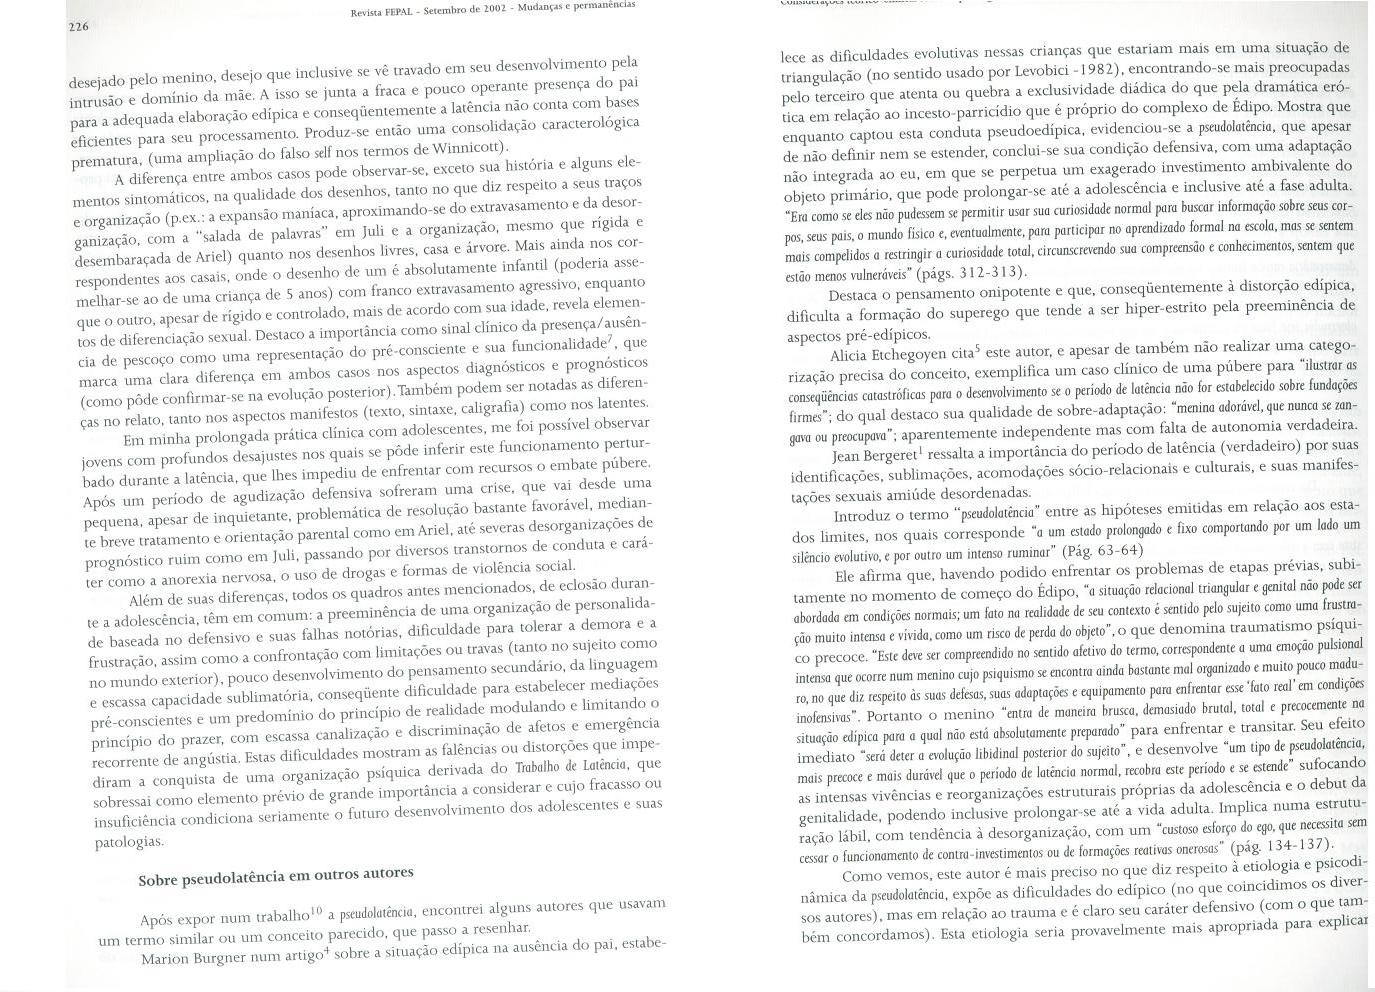 Revista FEPAL - Setembro de 2002 - Mudanças e permanências
226
desejado pelo menino, desejo que inclusive se vê travado em seu desenvolvimento pela
intrusão e domínio da mãe. A isso se junta a fraca e pouco operante presença do pai
para a adequada elaboração edípica e conseqüentemente a latência não conta com bases
eficientes para seu processamento. Produz-se então uma consolidação caracterológica
prematura, (uma ampliação do falso self nos termos de Winnicott).
A diferença entre ambos casos pode observar-se, exceto sua história e alguns ele-
mentos sintomáticos, na qualidade dos desenhos, tanto no que diz respeito a seus traços
e organização (p.ex.: a expansão maníaca, aproximando-se do extravasamento e da desor-
ganização, com a "salada de palavras" em Juli e a organização, mesmo que rígida e
desembaraçada de Ariel) quanto nos desenhos livres, casa e árvore. Mais ainda nos cor-
respondentes aos casais, onde o desenho de um é absolutamente infantil (poderia asse-
melhar-se ao de uma criança de 5 anos) com franco extravasamento agressivo, enquanto
que o outro, apesar de rígido e controlado, mais de acordo com sua idade, revela elemen-
tos de diferenciação sexual. Destaco a importância como sinal clínico da presença/ausên-
cia de pescoço como uma representação do pré-consciente e sua funcionalidade7, que
marca uma clara diferença em ambos casos nos aspectos diagnósticos e prognósticos
(como pôde confirmar-se na evolução posterior). Também podem ser notadas as diferen-
ças no relato, tanto nos aspectos manifestos (texto, sintaxe, caligrafia) como nos latentes.
Em minha prolongada prática clínica com adolescentes, me foi possível observar
jovens com profundos desajustes nos quais se pôde inferir este funcionamento pertur-
bado durante a latência, que lhes impediu de enfrentar com recursos o embate púbere.
Após um período de agudização defensiva sofreram uma crise, que vai desde uma
pequena, apesar de inquietante, problemática de resolução bastante favorável, median-
te breve tratamento e orientação parental como em Ariel, até severas desorganizações de
prognóstico ruim como em Juli, passando por diversos transtornos de conduta e cará-
ter como a anorexia nervosa, o uso de drogas e formas de violência social.
Além de suas diferenças, todos os quadros antes mencionados, de eclosão duran-
te a adolescência, têm em comum: a preeminência de uma organização de personalida-
de baseada no defensivo e suas falhas notórias, dificuldade para tolerar a demora e a
frustração, assim como a confrontação com limitações ou travas (tanto no sujeito como
no mundo exterior), pouco desenvolvimento do pensamento secundário, da linguagem
e escassa capacidade sublimatória, conseqüente dificuldade para estabelecer mediações
pré-conscientes e um predomínio do princípio de realidade modulando e limitando o
princípio do prazer, com escassa canalização e discriminação de afetos e emergência
recorrente de angústia. Estas dificuldades mostram as falências ou distorções que impe-
diram a conquista de uma organização psíquica derivada do Trabalho de Latência, que
sobressai como elemento prévio de grande importância a considerar e cujo fracasso ou
insuficiência condiciona seriamente o futuro desenvolvimento dos adolescentes e suas
patologias.
Sobre pseudolatência em outros autores
Após expor num trabalho10 a pseudolatência, encontrei alguns autores que usavam
um termo similar ou um conceito parecido, que passo a resenhar.
Marion Burgner num artigo4 sobre a situação edípica na ausência do pai, estabe-
lece as dificuldades evolutivas nessas crianças que estariam mais em uma situação de
triangulação (no sentido usado por Levobici -1982), encontrando-se mais preocupadas
pelo terceiro que atenta ou quebra a exclusividade diádica do que pela dramática eró-
tica em relação ao incesto-parricídio que é próprio do complexo de Édipo. Mostra que
enquanto captou esta conduta pseudoedípica, evidenciou-se a pseudolatência, que apesar
de não definir nem se estender, conclui-se sua condição defensiva, com uma adaptação
não integrada ao eu, em que se perpetua um exagerado investimento ambivalente do
objeto primário, que pode prolongar-se até a adolescência e inclusive até a fase adulta.
"Era como se eles não pudessem se permitir usar sua curiosidade normal para buscar informação sobre seus cor-
pos, seus pais, o mundo físico e, eventualmente, para participar no aprendizado formal na escola, mas se sentem
mais compelidos a restringir a curiosidade total, circunscrevendo sua compreensão e conhecimentos, sentem que
estão menos vulneráveis" (págs. 312-313).
Destaca o pensamento onipotente e que, conseqüentemente à distorção edípica,
dificulta a formação do superego que tende a ser hiper-estrito pela preeminência de
aspectos pré-edípicos.
Alicia Etchegoyen cita5 este autor, e apesar de também não realizar uma catego-
rização precisa do conceito, exemplifica um caso clínico de uma púbere para "ilustrar as
conseqüências catastróficas para o desenvolvimento se o período de latência não for estabelecido sobre fundações
firmes"; do qual destaco sua qualidade de sobre-adaptação: "menina adorável, que nunca se zan-
gava ou preocupava"; aparentemente independente mas com falta de autonomia verdadeira.
Jean Bergeret1 ressalta a importância do período de latência (verdadeiro) por suas
identificações, sublimações, acomodações sócio-relacionais e culturais, e suas manifes-
tações sexuais amiúde desordenadas.
Introduz o termo "pseudolatência" entre as hipóteses emitidas em relação aos esta-
dos limites, nos quais corresponde "a um estado prolongado e fixo comportando por um lado um
silêncio evolutivo, e por outro um intenso ruminar" (Pág. 63-64)
Ele afirma que, havendo podido enfrentar os problemas de etapas prévias, subi-
tamente no momento de começo do Édipo, "a situação relacional triangular e genital não pode ser
abordada em condições normais; um fato na realidade de seu contexto é sentido pelo sujeito como uma frustra-
ção muito intensa e vívida, como um risco de perda do objeto", o que denomina traumatismo psíqui-
co precoce. "Este deve ser compreendido no sentido afetivo do termo, correspondente a uma emoção pulsional
intensa que ocorre num menino cujo psiquismo se encontra ainda bastante mal organizado e muito pouco madu-
ro, no que diz respeito às suas defesas, suas adaptações e equipamento para enfrentar esse 'fato real' em condições
inofensivas". Portanto o menino "entra de maneira brusca, demasiado brutal, total e precocemente na
situação edípica para a qual não está absolutamente preparado" para enfrentar e transitar. Seu efeito
imediato "será deter a evolução libidinal posterior do sujeito", e desenvolve "um tipo de pseudolatência,
mais precoce e mais durável que o período de latência normal, recobra este período e se estende" sufocando
as intensas vivências e reorganizações estruturais próprias da adolescência e o debut da
genitalidade, podendo inclusive prolongar-se até a vida adulta. Implica numa estrutu-
ração lábil, com tendência à desorganização, com um "custoso esforço do ego, que necessita sem
cessar o funcionamento de contra-investimentos ou de formações reativas onerosas" (pág. 134-137).
Como vemos, este autor é mais preciso no que diz respeito à etiologia e psicodi-
nâmica da pseudolatência, expõe as dificuldades do edípico (no que coincidimos os diver-
sos autores), mas em relação ao trauma e é claro seu caráter defensivo (com o que tam-
bém concordamos). Esta etiologia seria provavelmente mais apropriada para explicar